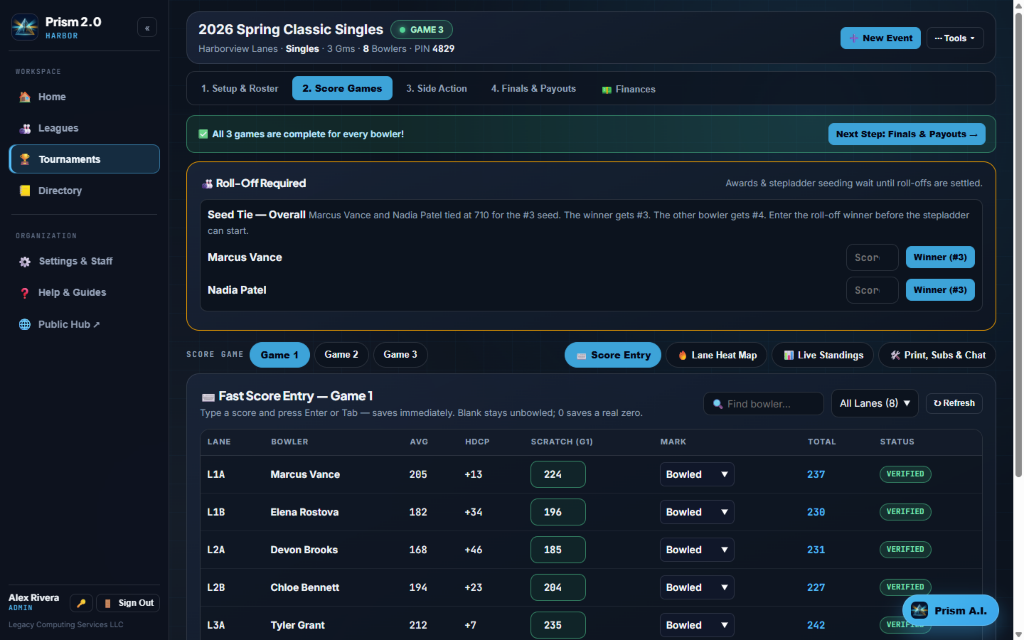 Prism 2.0
HARBOR
«
WORKSPACE
Home
Leagues
Tournaments
Directory
ORGANIZATION
Settings & Staff
Help & Guides
Public Hub ↗
Alex Rivera
ADMIN
Sign Out
Legacy Computing Services LLC
2026 Spring Classic Singles
GAME 3
Harborview Lanes · Singles · 3 Gms · 8 Bowlers · PIN 4829
New Event
Tools
1. Setup & Roster
2. Score Games
3. Side Action
4. Finals & Payouts
Finances
All 3 games are complete for every bowler!
Next Step: Finals & Payouts →
Roll-Off Required
Awards & stepladder seeding wait until roll-offs are settled.
Seed Tie — Overall Marcus Vance and Nadia Patel tied at 710 for the #3 seed. The winner gets #3. The other bowler gets #4. Enter the roll-off winner before the stepladder
can start.
Marcus Vance Scor Winner (#3)
Nadia Patel Scor Winner (#3)
SCORE GAME Game 1 Game 2 Game 3
Score Entry Lane Heat Map Live Standings Print, Subs & Chat
Fast Score Entry — Game 1
Type a score and press Enter or Tab — saves immediately. Blank stays unbowled; 0 saves a real zero.
Find bowler...
All Lanes (8) ▼
↻ Refresh
LANE BOWLER AVG HDCP SCRATCH (G1) MARK TOTAL STATUS
L1A Marcus Vance 205 +13 224 Bowled ▼ 237 VERIFIED
L1B Elena Rostova 182 +34 196 Bowled ▼ 230 VERIFIED
L2A Devon Brooks 168 +46 185 Bowled ▼ 231 VERIFIED
L2B Chloe Bennett 194 +23 204 Bowled ▼ 227 VERIFIED
L3A Tyler Grant 212 +7 235 Bowled ▼ 242 VERIFIED
Prism A.I.